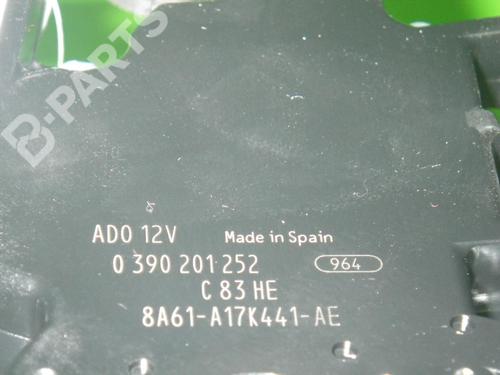 B-PARTS
ADO 12V Made in Spain
0 390 201 252 964
C 83 HE
8A61-A17K441-AE